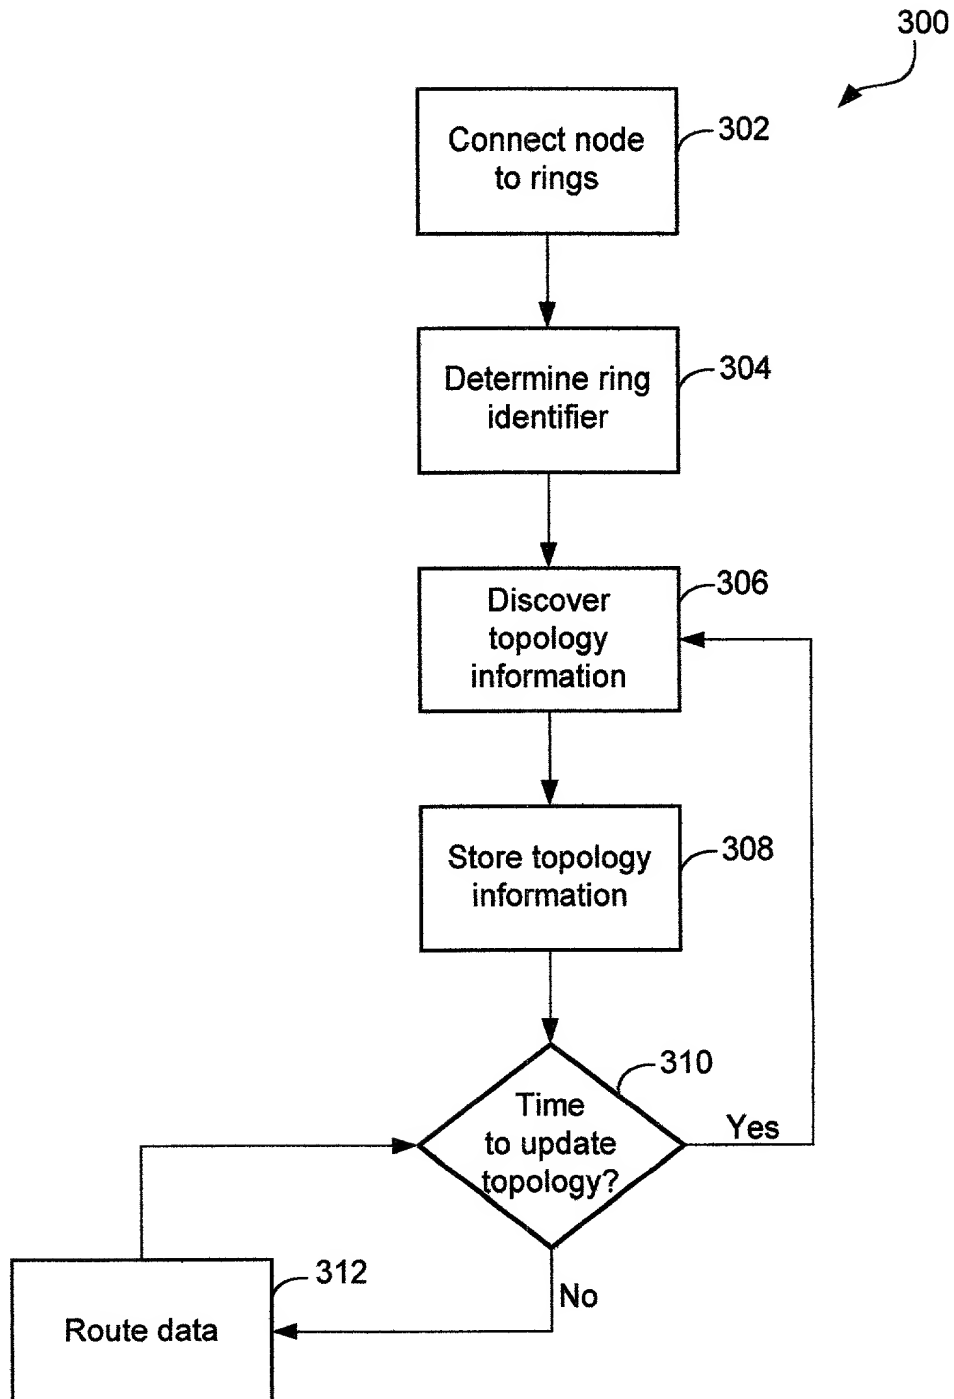 300
Connect node
to rings
302
Determine ring
identifier
304
Discover
topology
information
306
Store topology
information
308
Time
to update
topology?
310
Yes
No
Route data
312